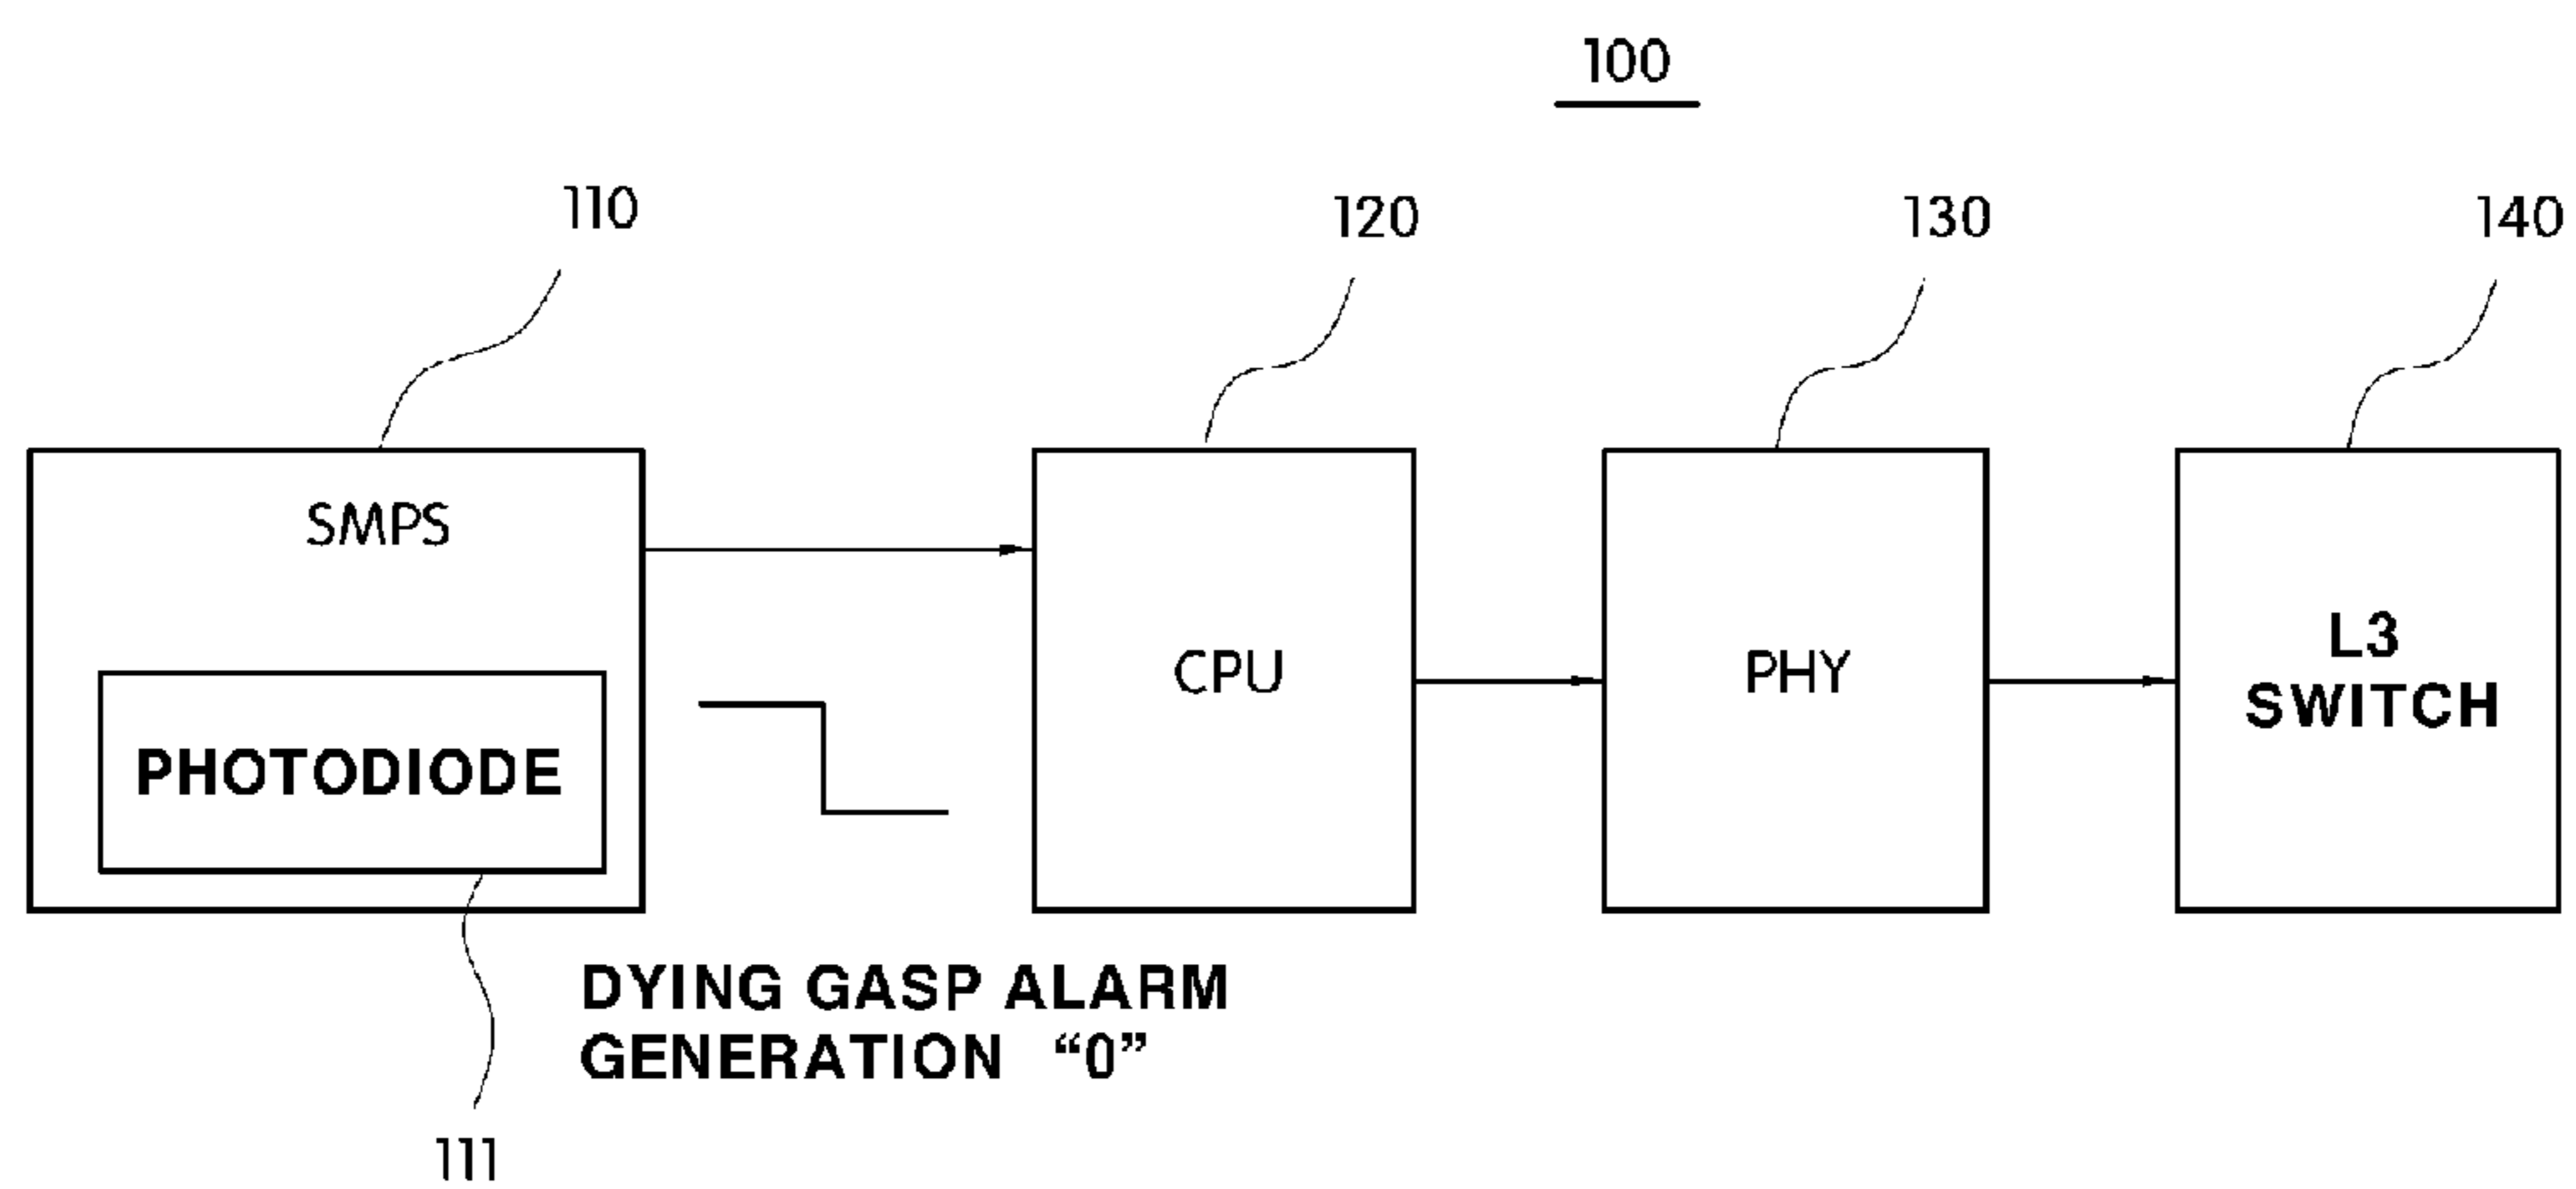 100
110
120
130
140
SMPS
CPU
PHY
L3
SWITCH
PHOTODIODE
DYING GASP ALARM
GENERATION “0”
111